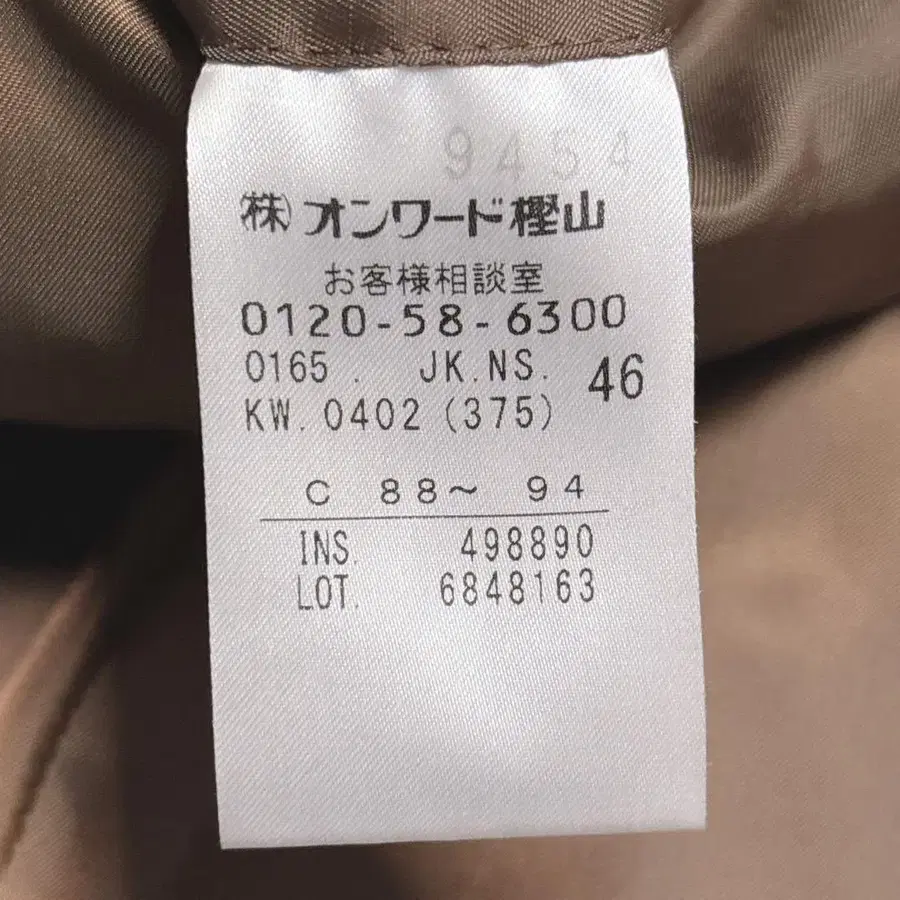 9454
㈱オンワード樫山
お客様相談室
0120-58-6300
0165. JK.NS. 46
KW.0402(375)
C 88～ 94
INS. 498890
LOT. 6848163